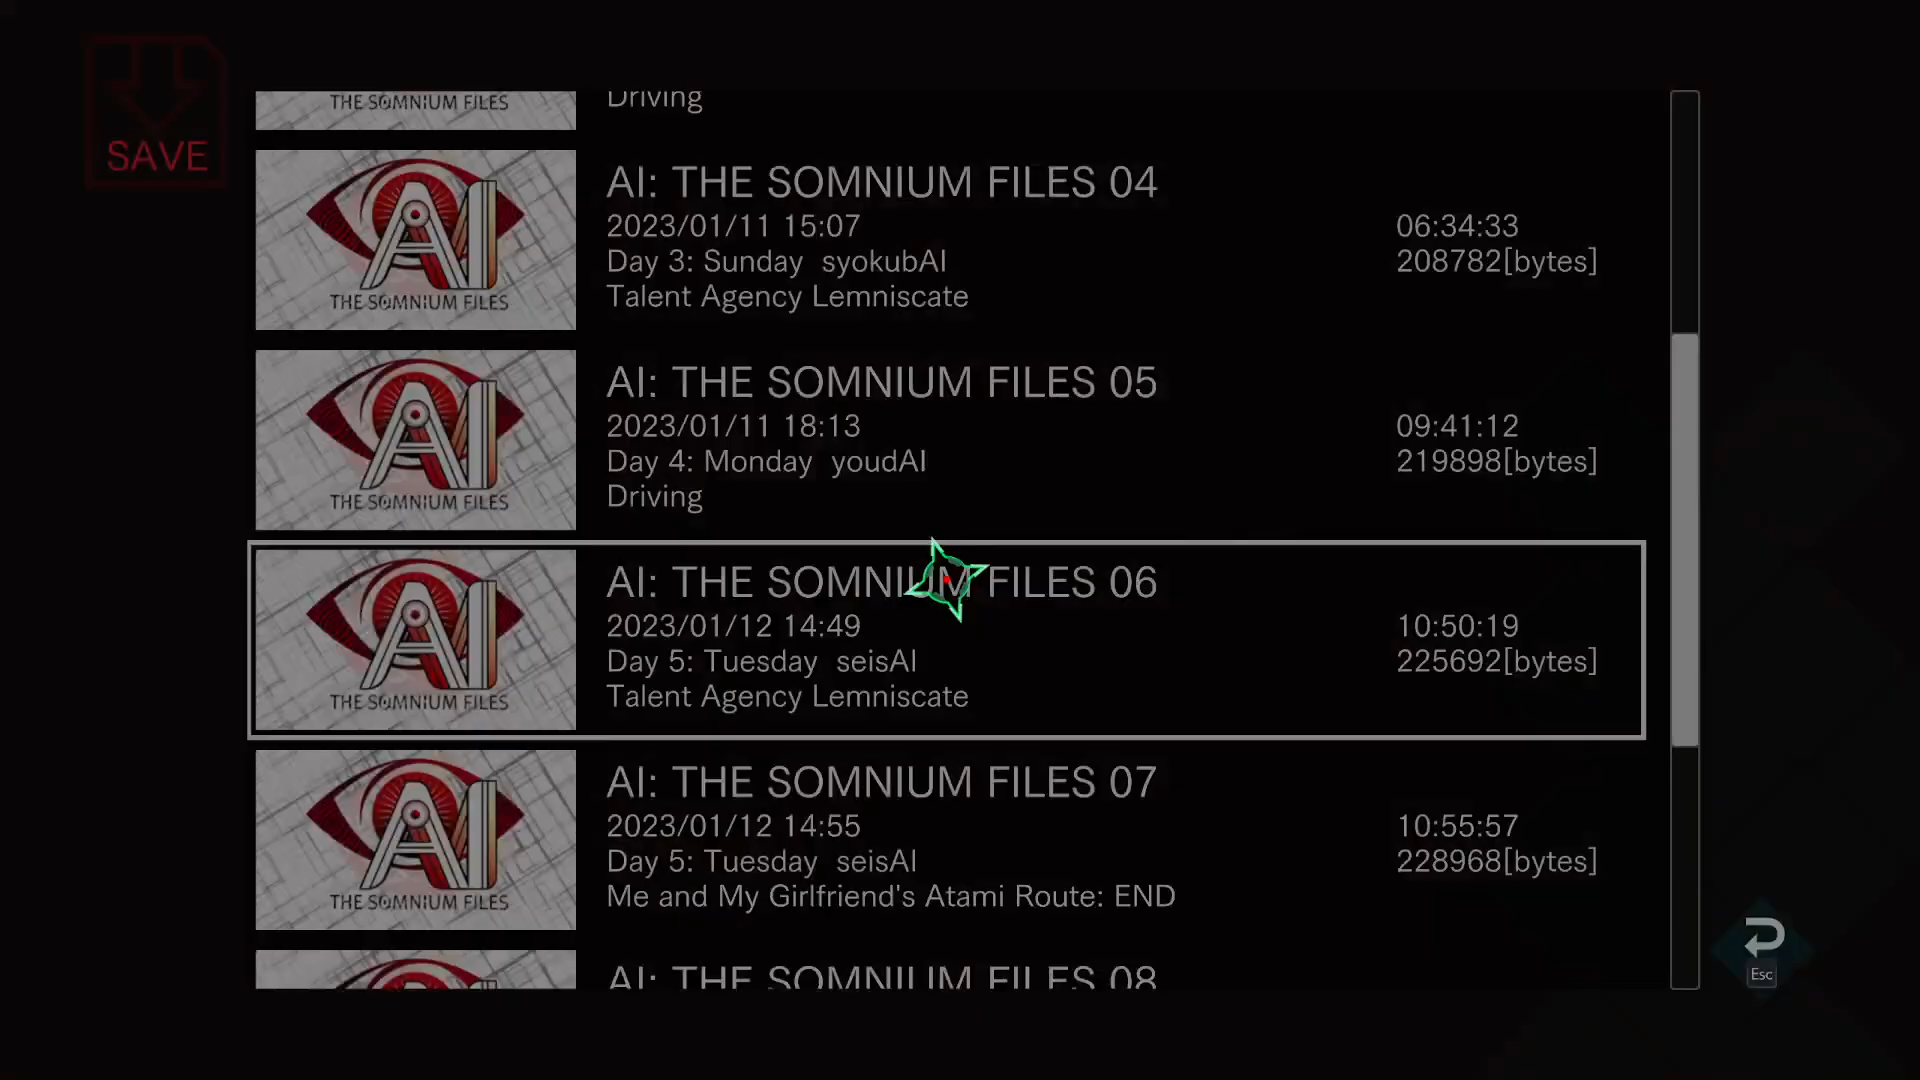 SAVE
THE SOMNIUM FILES
Driving
AI
THE SOMNIUM FILES
AI: THE SOMNIUM FILES 04
2023/01/11 15:07
06:34:33
Day 3: Sunday syokubAI
208782[bytes]
Talent Agency Lemniscate
AI
THE SOMNIUM FILES
AI: THE SOMNIUM FILES 05
2023/01/11 18:13
09:41:12
Day 4: Monday youdAI
219898[bytes]
Driving
AI
THE SOMNIUM FILES
AI: THE SOMNIUM FILES 06
2023/01/12 14:49
10:50:19
Day 5: Tuesday seisAI
225692[bytes]
Talent Agency Lemniscate
AI
THE SOMNIUM FILES
AI: THE SOMNIUM FILES 07
2023/01/12 14:55
10:55:57
Day 5: Tuesday seisAI
228968[bytes]
Me and My Girlfriend's Atami Route: END
AI: THE SOMNIUM FILES 08
Esc